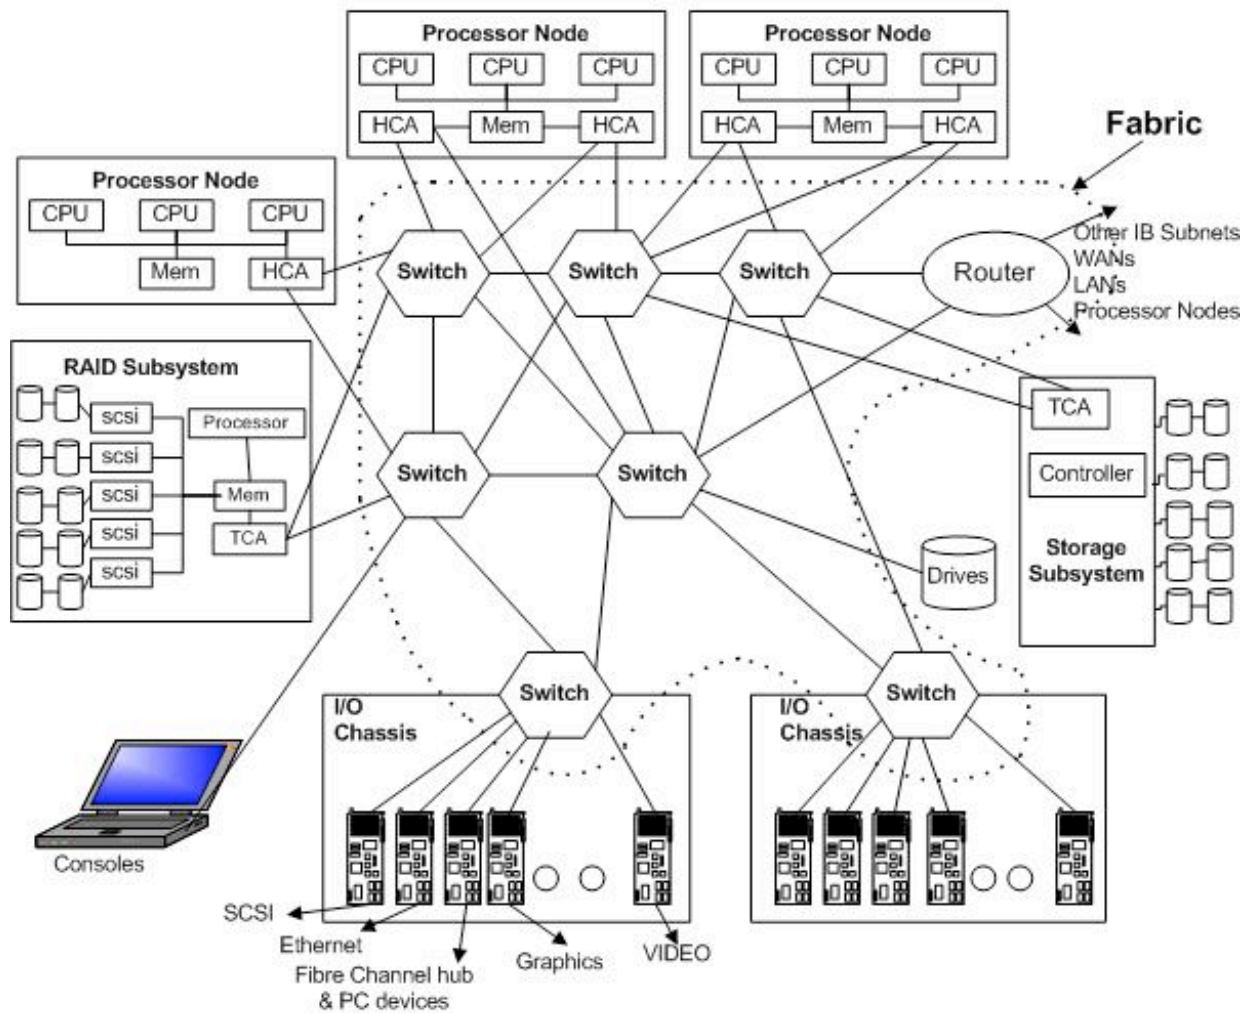 Processor Node
CPU CPU CPU
HCA Mem HCA
Processor Node
CPU CPU CPU
HCA Mem HCA
Fabric
Processor Node
CPU CPU CPU
Mem HCA
Switch Switch Switch
Router
Other IB Subnets
WANs
LANs
Processor Nodes
RAID Subsystem
scsi
scsi
scsi
scsi
scsi
Processor
Mem
TCA
Switch Switch
TCA
Controller
Storage
Subsystem
Drives
Consoles
I/O
Chassis
Switch
SCSI
Ethernet
Fibre Channel hub
& PC devices
Graphics
VIDEO
I/O
Chassis
Switch